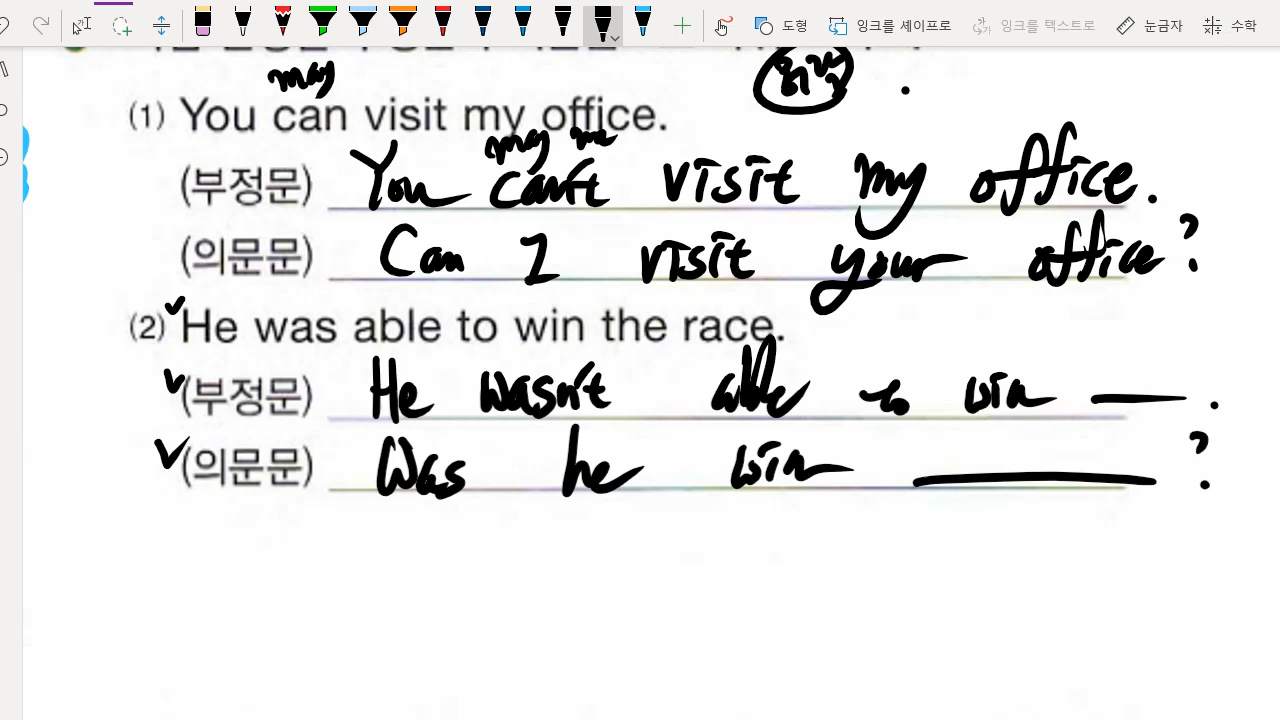 도형 잉크를 셰이프로 잉크를 텍스트로 눈금자 수학
may
(1) You can visit my office.
may
(부정문) You can't visit my office.
(의문문) Can I visit your office?
(2) He was able to win the race.
(부정문) He wasn't able to win ___.
(의문문) Was he win ___?